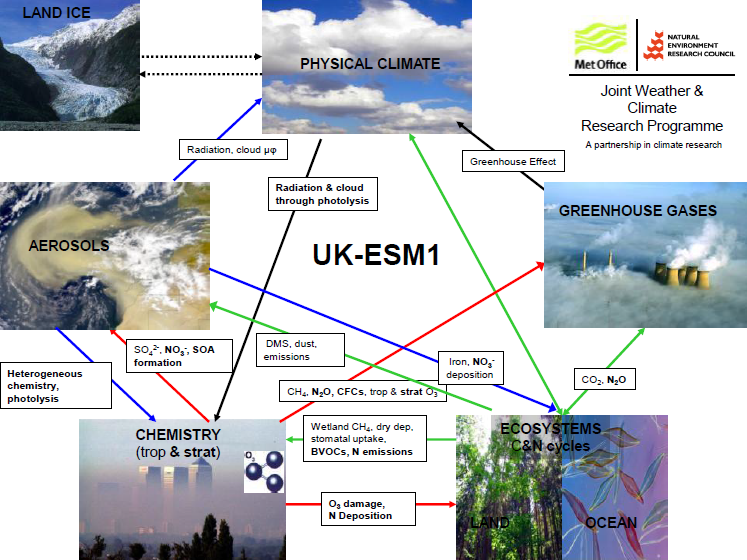 LAND ICE
PHYSICAL CLIMATE
Met Office
NATURAL
ENVIRONMENT
RESEARCH COUNCIL
Joint Weather &
Climate
Research Programme
A partnership in climate research
Radiation, cloud μφ
Greenhouse Effect
Radiation & cloud
through photolysis
AEROSOLS
GREENHOUSE GASES
UK-ESM1
SO₄²⁻, NO₃⁻, SOA
formation
DMS, dust,
emissions
Iron, NO₃⁻
deposition
Heterogeneous
chemistry,
photolysis
CH₄, N₂O, CFCs, trop & strat O₃
CO₂, N₂O
CHEMISTRY
(trop & strat)
O₃
Wetland CH₄, dry dep,
stomatal uptake,
BVOCs, N emissions
ECOSYSTEMS
C&N cycles
O₃ damage,
N Deposition
LAND
OCEAN